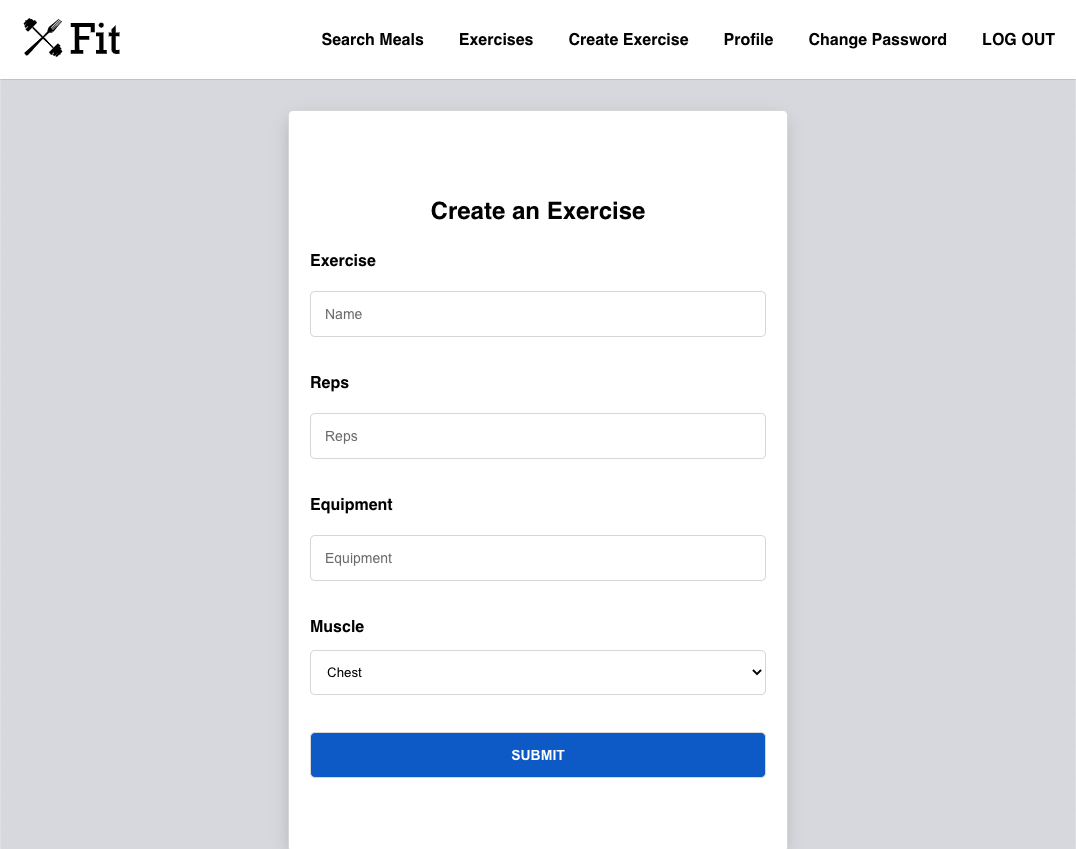 Fit
Search Meals Exercises Create Exercise Profile Change Password LOG OUT
Create an Exercise
Exercise
Name
Reps
Reps
Equipment
Equipment
Muscle
Chest
SUBMIT